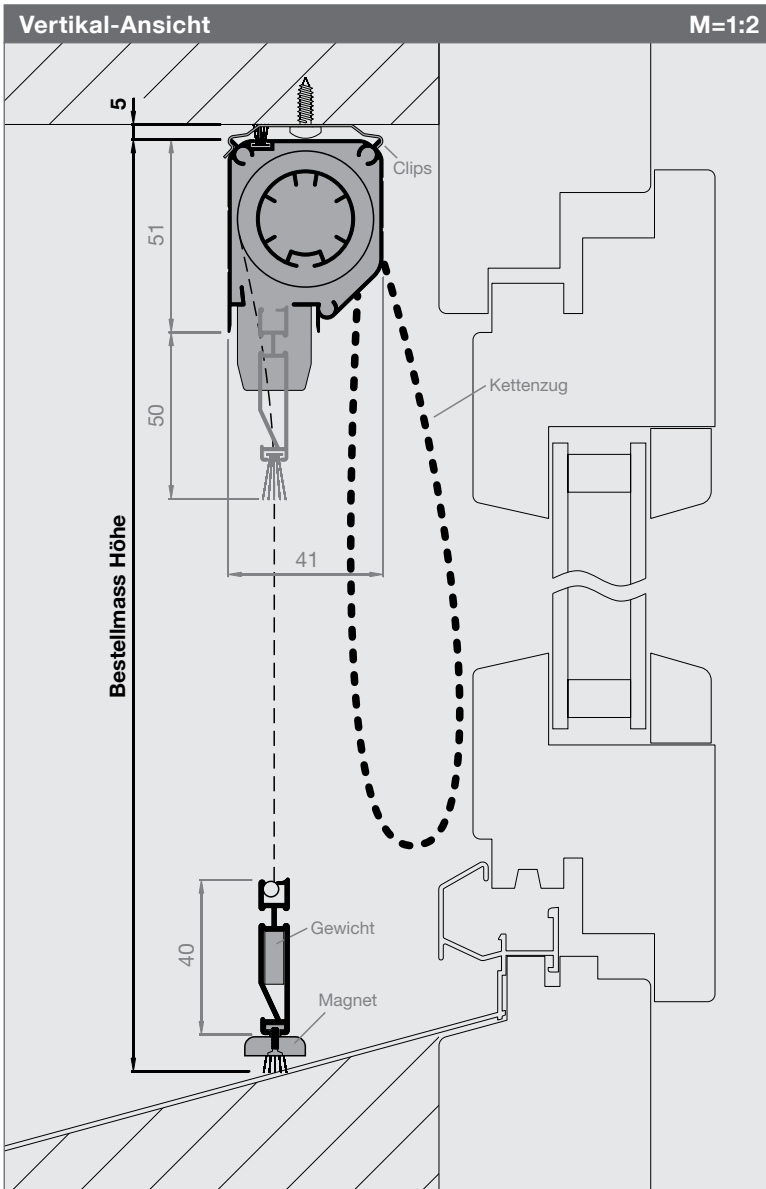 Vertikal-Ansicht M=1:2
5
Clips
51
Kettenzug
50
41
Bestellmass Höhe
Gewicht
40
Magnet